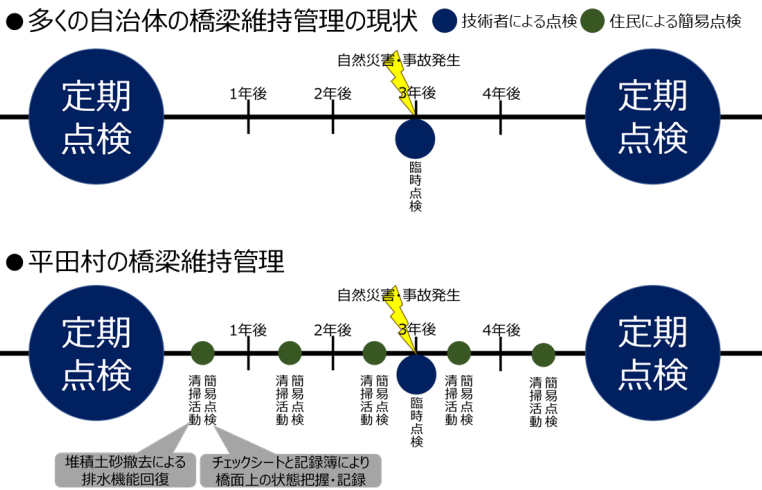 ●多くの自治体の橋梁維持管理の現状
技術者による点検
住民による簡易点検
自然災害・事故発生
定期
点検
1年後
2年後
3年後
4年後
定期
点検
臨時点検
●平田村の橋梁維持管理
自然災害・事故発生
定期
点検
1年後
2年後
3年後
4年後
定期
点検
簡易点検
清掃活動
簡易点検
清掃活動
簡易点検
清掃活動
臨時点検
簡易点検
清掃活動
簡易点検
清掃活動
堆積土砂撤去による
排水機能回復
チェックシートと記録簿により
橋面上の状態把握・記録